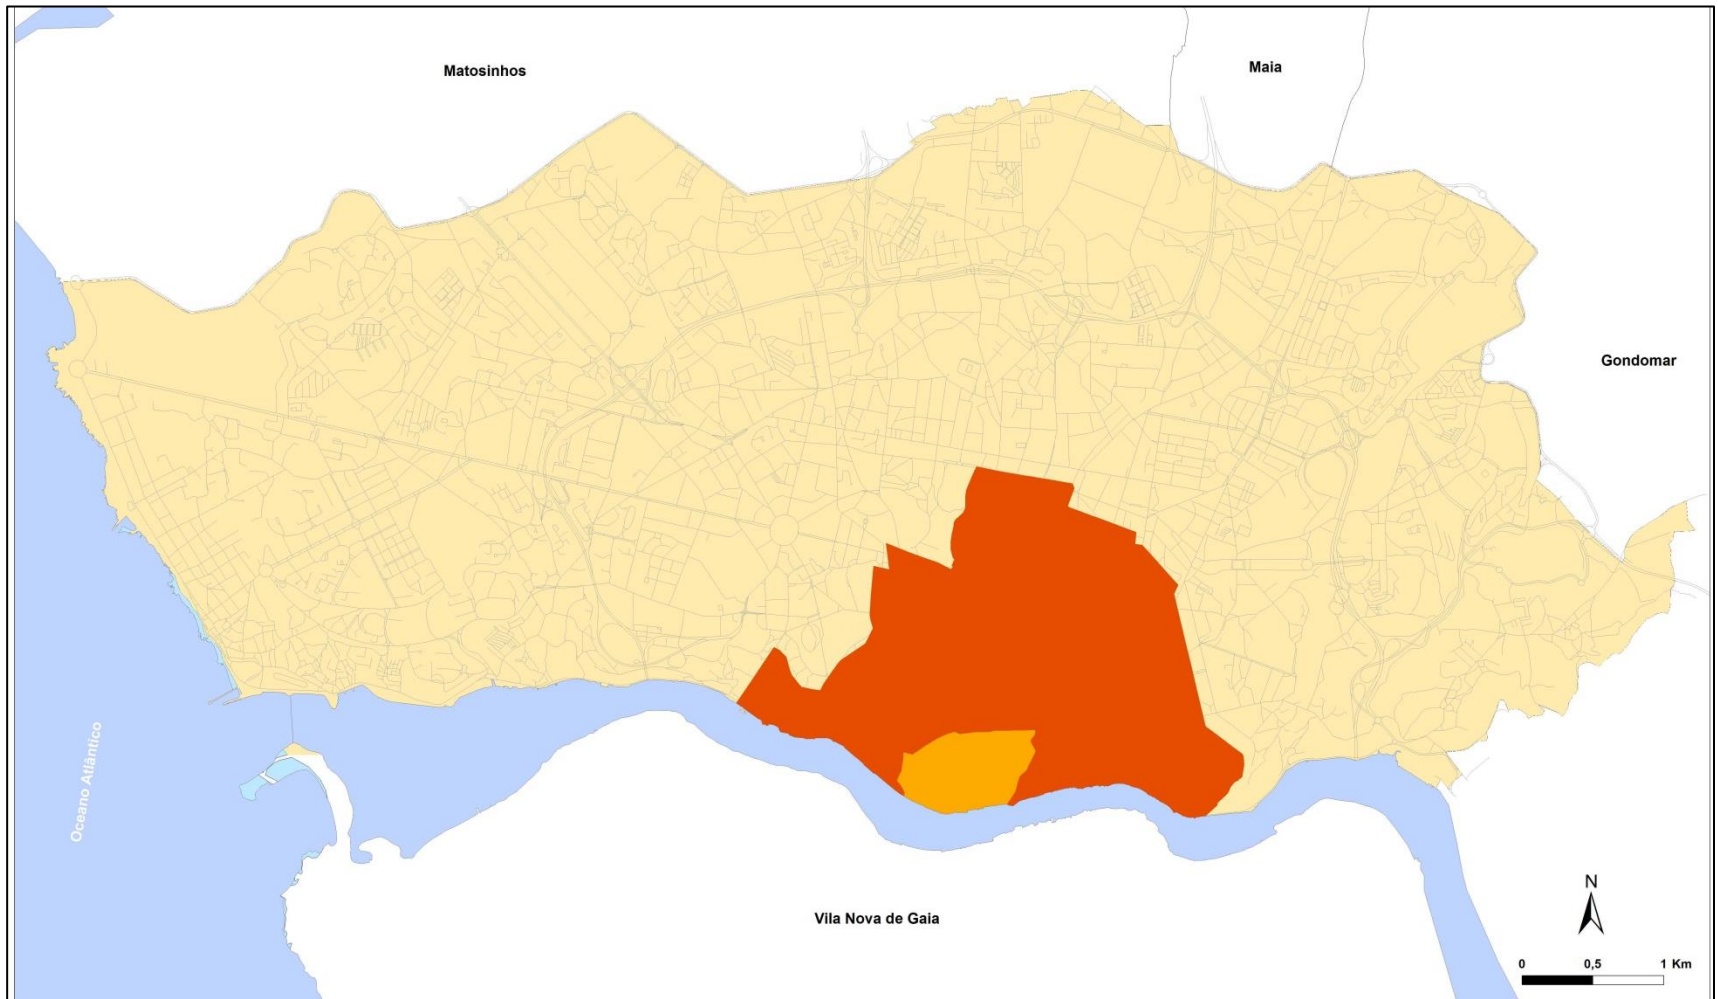 Matosinhos
Maia
Gondomar
Oceano Atlântico
Vila Nova de Gaia
N
0 0,5 1 Km